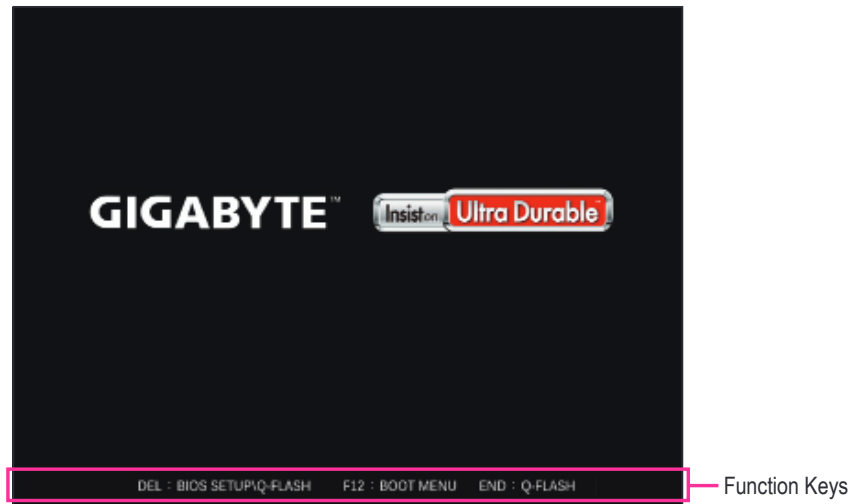 GIGABYTE™ Insist on Ultra Durable™
DEL : BIOS SETUP\Q-FLASH F12 : BOOT MENU END : Q-FLASH
Function Keys